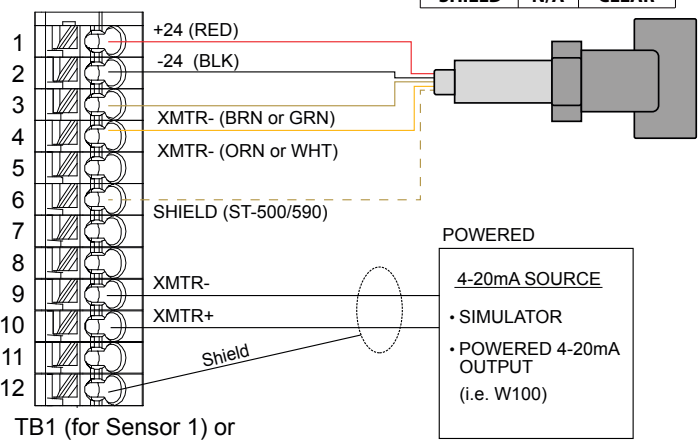 SHIELD N/A CLEAR
1 +24 (RED)
2 -24 (BLK)
3
XMTR- (BRN or GRN)
4
XMTR- (ORN or WHT)
5
6
SHIELD (ST-500/590)
7
8
9 XMTR-
10 XMTR+
11 Shield
12
POWERED
4-20mA SOURCE
• SIMULATOR
• POWERED 4-20mA
OUTPUT
(i.e. W100)
TB1 (for Sensor 1) or